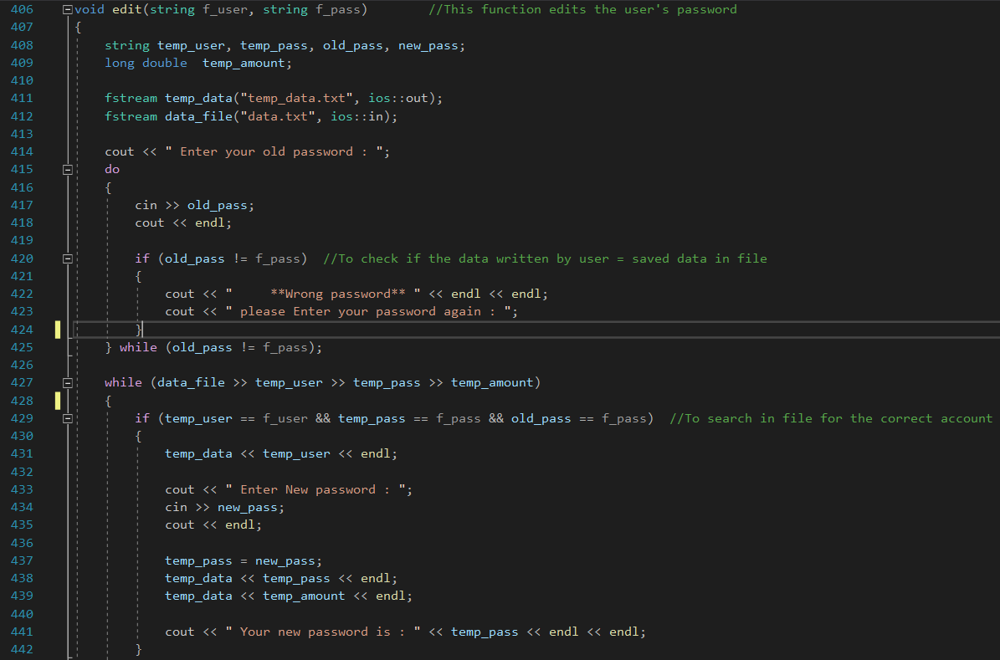 406 void edit(string f_user, string f_pass)        //This function edits the user's password
407 {
408     string temp_user, temp_pass, old_pass, new_pass;
409     long double  temp_amount;
410
411     fstream temp_data("temp_data.txt", ios::out);
412     fstream data_file("data.txt", ios::in);
413
414     cout << " Enter your old password : ";
415     do
416     {
417         cin >> old_pass;
418         cout << endl;
419
420         if (old_pass != f_pass)  //To check if the data written by user = saved data in file
421         {
422             cout << "     **Wrong password** " << endl << endl;
423             cout << " please Enter your password again : ";
424         }
425     } while (old_pass != f_pass);
426
427     while (data_file >> temp_user >> temp_pass >> temp_amount)
428     {
429         if (temp_user == f_user && temp_pass == f_pass && old_pass == f_pass)  //To search in file for the correct account
430         {
431             temp_data << temp_user << endl;
432
433             cout << " Enter New password : ";
434             cin >> new_pass;
435             cout << endl;
436
437             temp_pass = new_pass;
438             temp_data << temp_pass << endl;
439             temp_data << temp_amount << endl;
440
441             cout << " Your new password is : " << temp_pass << endl << endl;
442         }